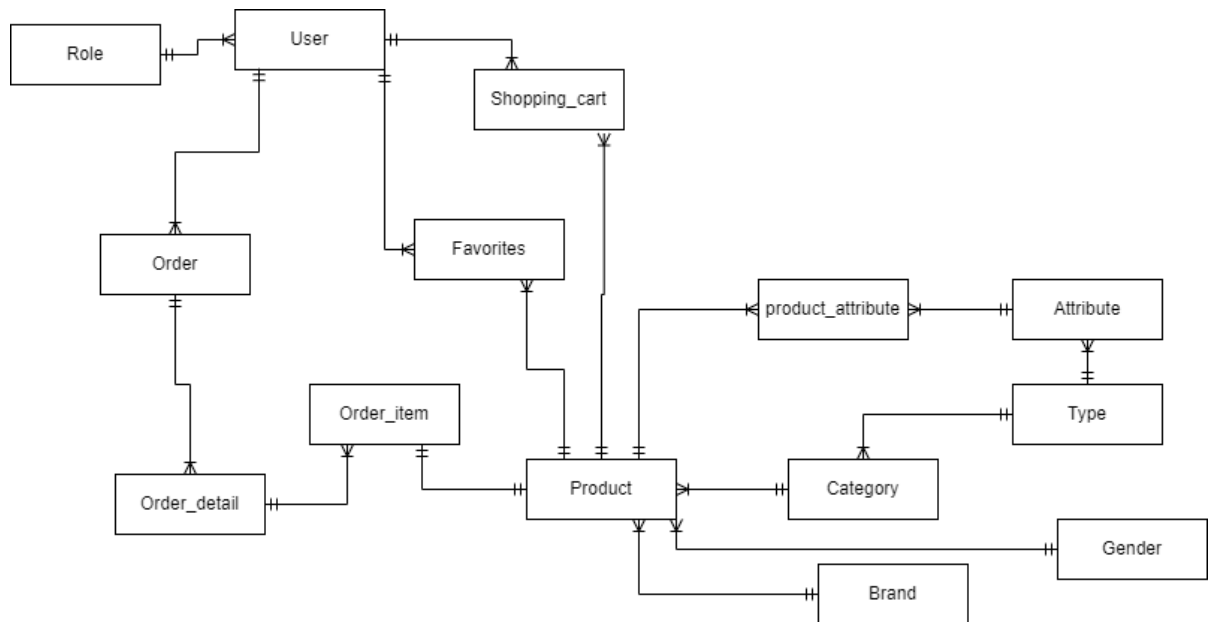 User
Role
Shopping_cart
Favorites
Order
product_attribute
Attribute
Order_item
Type
Product
Category
Order_detail
Gender
Brand